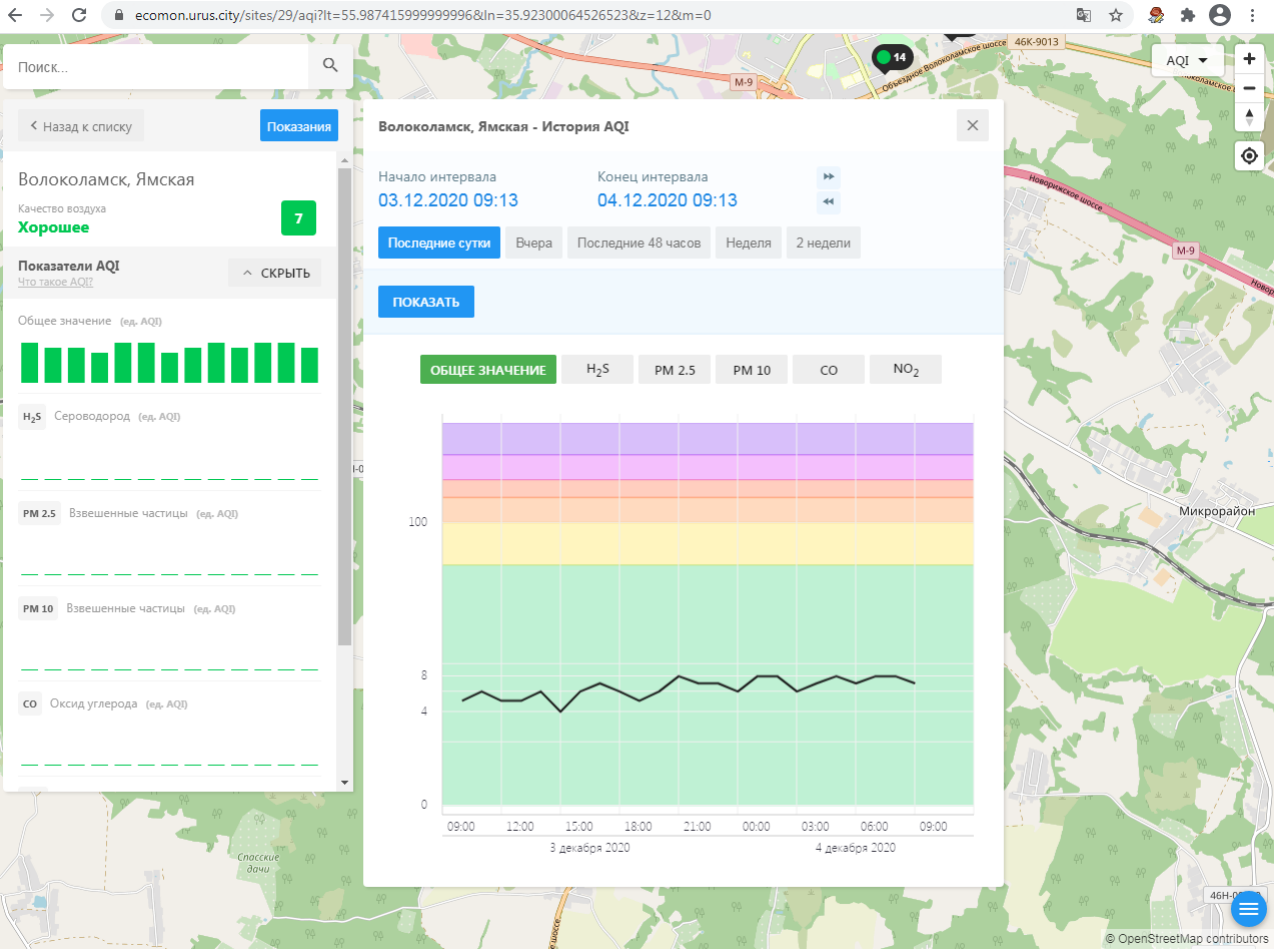 ecomon.urus.city/sites/29/aqi?lt=55.987415999999996&ln=35.92300064526523&z=12&m=0
Поиск...
14
Объездное Волоколамское шоссе
46К-9013
М-9
AQI
Назад к списку
Показания
Волоколамск, Ямская
Качество воздуха
Хорошее
7
Показатели AQI
Что такое AQI?
СКРЫТЬ
Общее значение (ед. AQI)
H2S Сероводород (ед. AQI)
PM 2.5 Взвешенные частицы (ед. AQI)
PM 10 Взвешенные частицы (ед. AQI)
CO Оксид углерода (ед. AQI)
Волоколамск, Ямская - История AQI
Начало интервала
03.12.2020 09:13
Конец интервала
04.12.2020 09:13
Последние сутки
Вчера
Последние 48 часов
Неделя
2 недели
ПОКАЗАТЬ
ОБЩЕЕ ЗНАЧЕНИЕ
H2S
PM 2.5
PM 10
CO
NO2
100
8
4
0
09:00 12:00 15:00 18:00 21:00 00:00 03:00 06:00 09:00
3 декабря 2020
4 декабря 2020
Новорижское шоссе
М-9
Микрорайон
Спасские
дачи
шоссе
© OpenStreetMap contributors